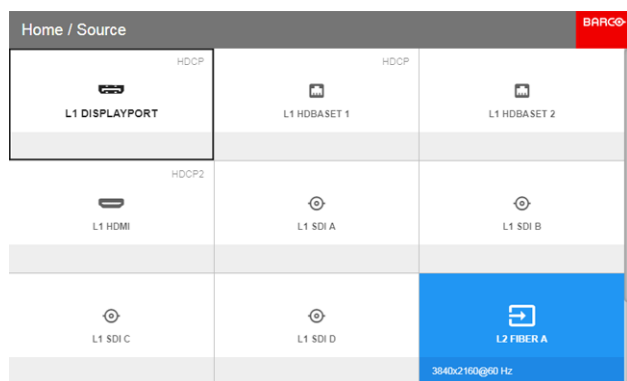 Home / Source
BARCO
HDCP
L1 DISPLAYPORT
HDCP
L1 HDBASET 1
L1 HDBASET 2
HDCP2
L1 HDMI
L1 SDI A
L1 SDI B
L1 SDI C
L1 SDI D
L2 FIBER A
3840x2160@60 Hz